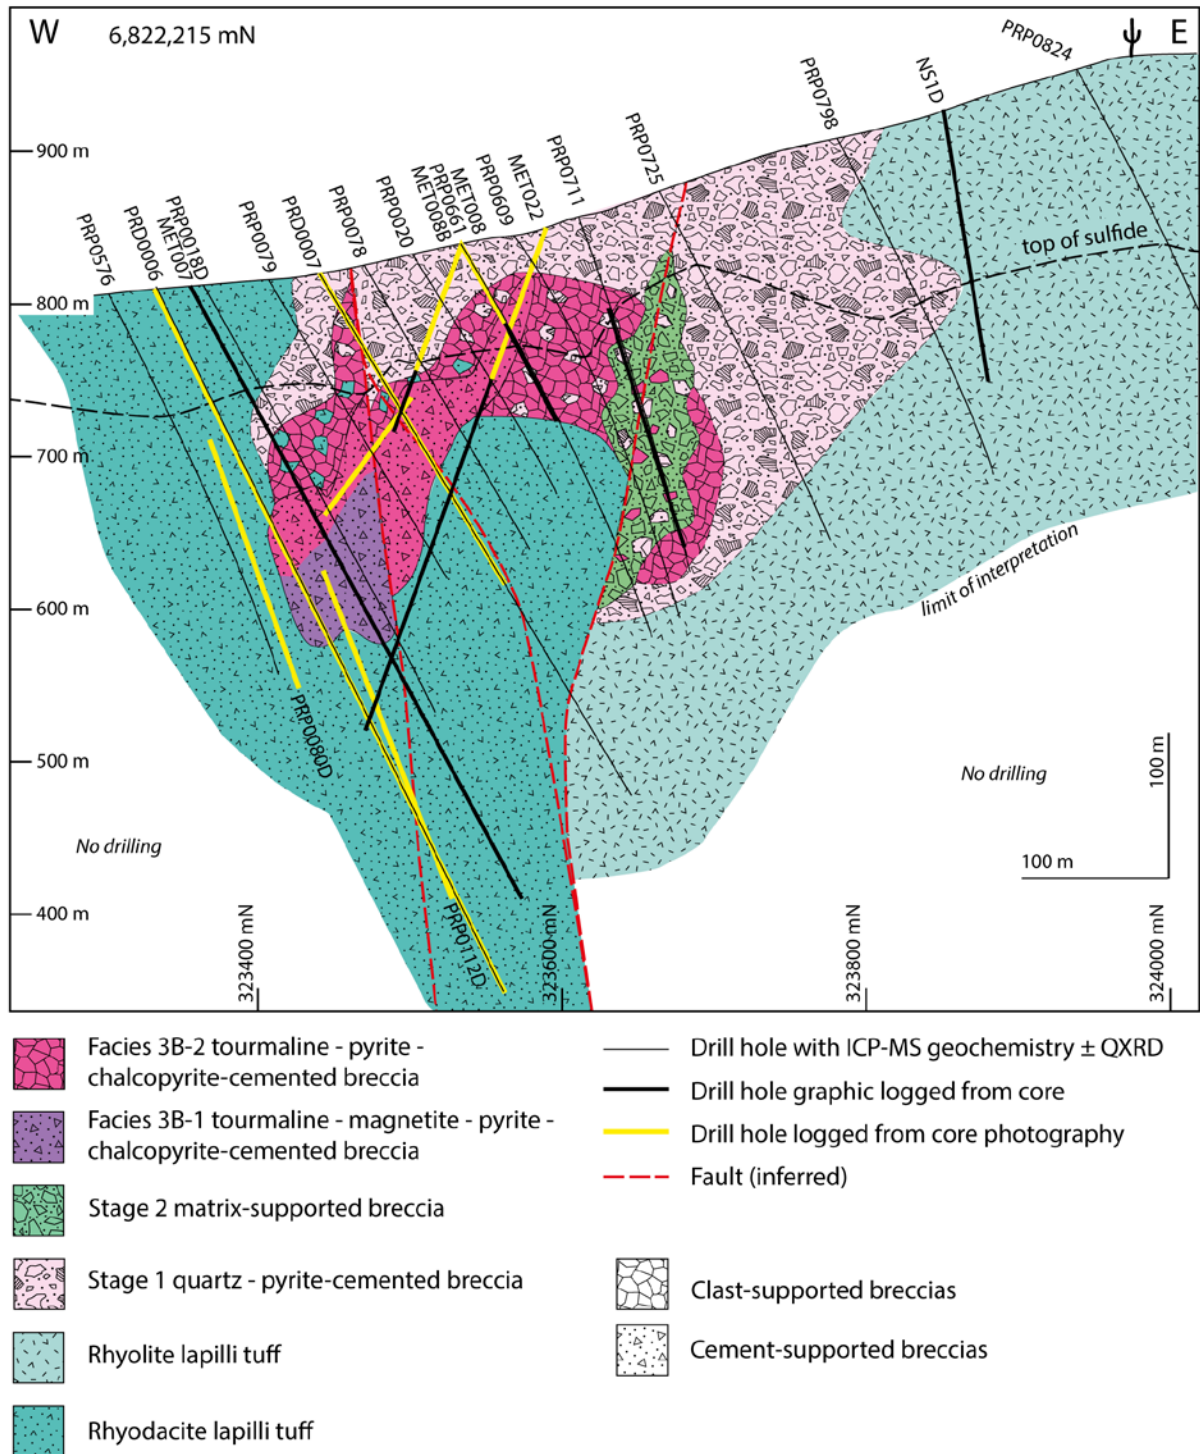 W
6,822,215 mN
E
PRP0824
NS1D
PRP0798
PRP0725
PRP0711
MET022
PRP0609
MET008
PRP0661
MET008B
PRP0020
PRP0078
PRD0007
PRP0079
PRP0018D
MET007
PRD0006
PRP0576
900 m
top of sulfide
800 m
700 m
600 m
limit of interpretation
PRP0080D
500 m
No drilling
100 m
No drilling
100 m
400 m
PRP0112D
323400 mN
323600 mN
323800 mN
324000 mN
Facies 3B-2 tourmaline - pyrite -
chalcopyrite-cemented breccia
Facies 3B-1 tourmaline - magnetite - pyrite -
chalcopyrite-cemented breccia
Stage 2 matrix-supported breccia
Stage 1 quartz - pyrite-cemented breccia
Rhyolite lapilli tuff
Rhyodacite lapilli tuff
Drill hole with ICP-MS geochemistry ± QXRD
Drill hole graphic logged from core
Drill hole logged from core photography
Fault (inferred)
Clast-supported breccias
Cement-supported breccias